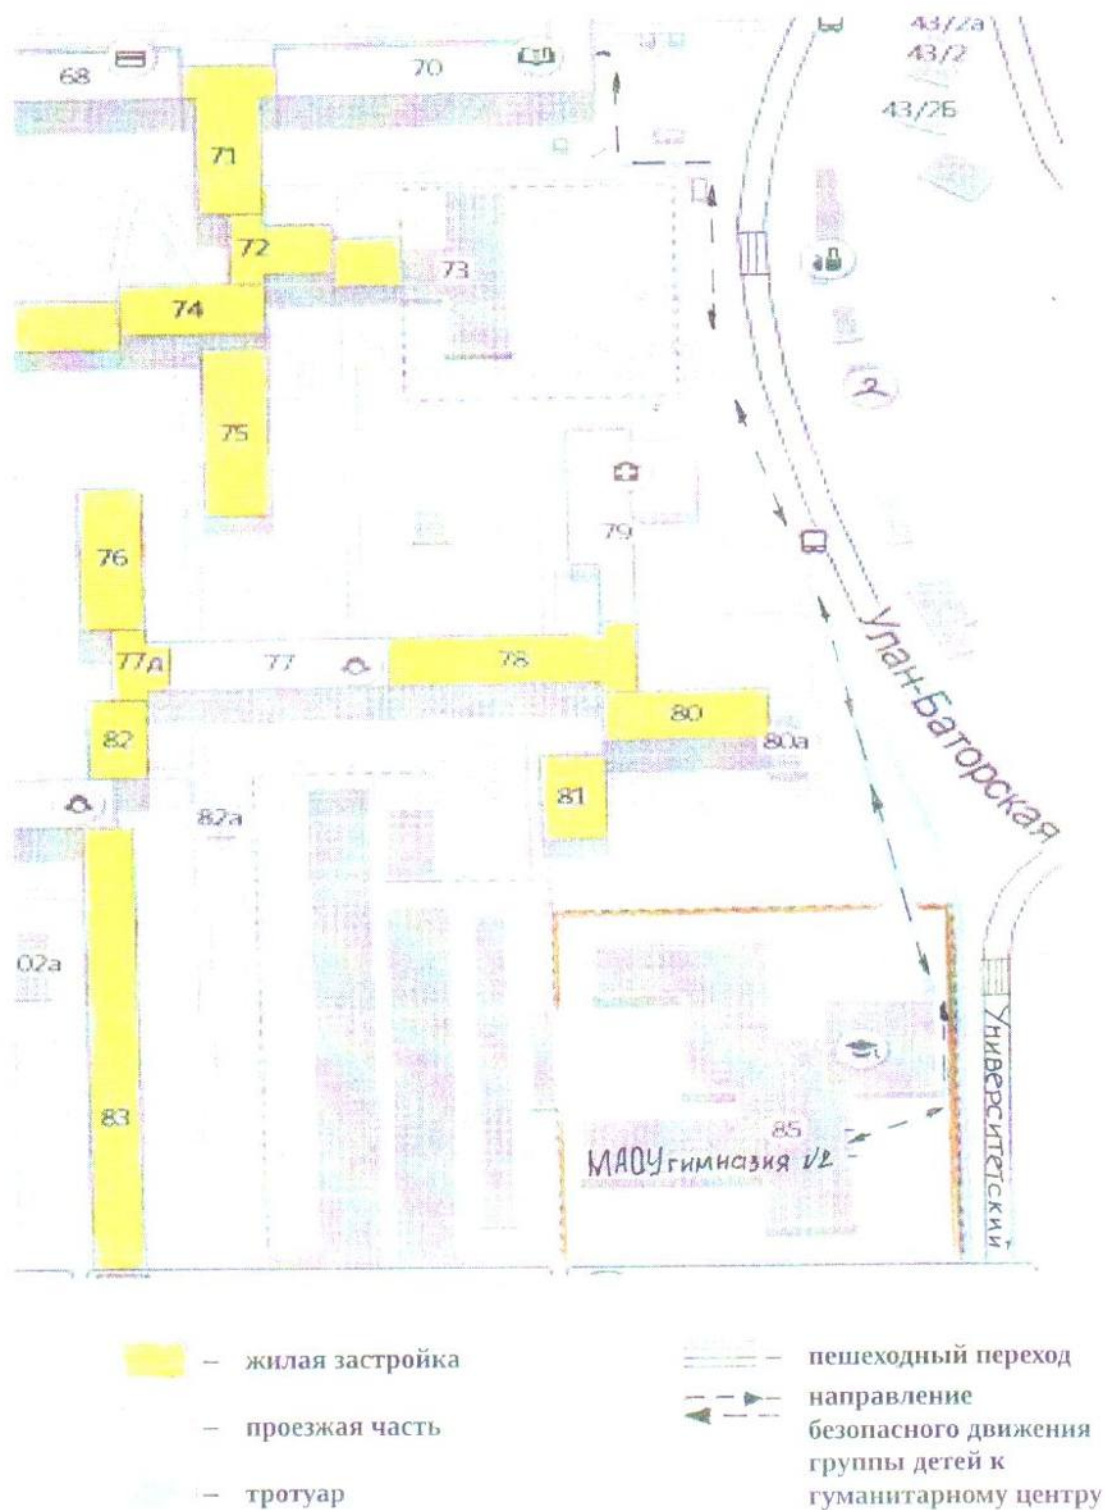 43/2а
68
70
43/2
43/2Б
71
72
73
74
75
76
79
77д
77
78
80
82
80а
81
82а
Улан-Баторская
02а
83
85
МАОУ гимназия №2
Университетский
– жилая застройка
– проезжая часть
– тротуар
– пешеходный переход
– направление
безопасного движения
группы детей к
гуманитарному центру